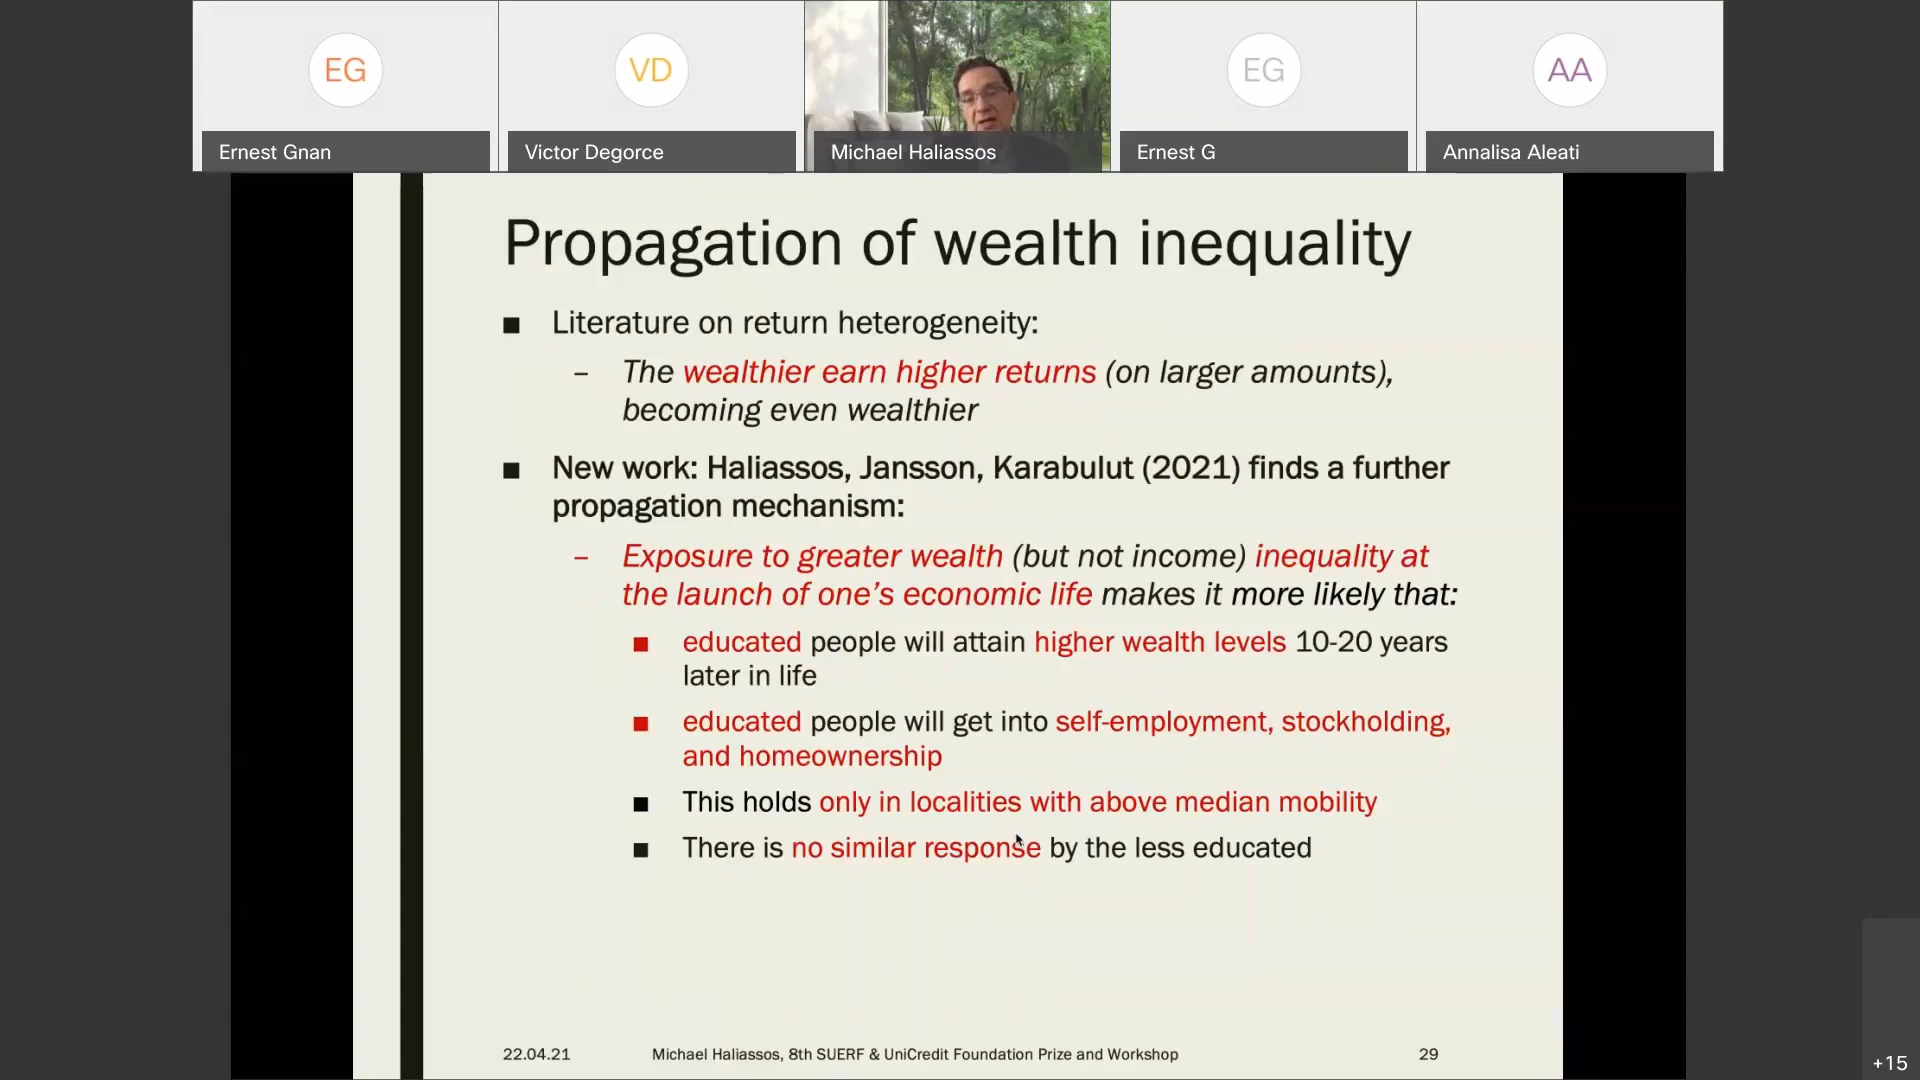 EG
VD
EG
AA
Ernest Gnan
Victor Degorce
Michael Haliassos
Ernest G
Annalisa Aleati
Propagation of wealth inequality
■ Literature on return heterogeneity:
– The wealthier earn higher returns (on larger amounts),
becoming even wealthier
■ New work: Haliassos, Jansson, Karabulut (2021) finds a further
propagation mechanism:
– Exposure to greater wealth (but not income) inequality at
the launch of one’s economic life makes it more likely that:
■ educated people will attain higher wealth levels 10-20 years
later in life
■ educated people will get into self-employment, stockholding,
and homeownership
■ This holds only in localities with above median mobility
■ There is no similar response by the less educated
22.04.21
Michael Haliassos, 8th SUERF & UniCredit Foundation Prize and Workshop
29
+15